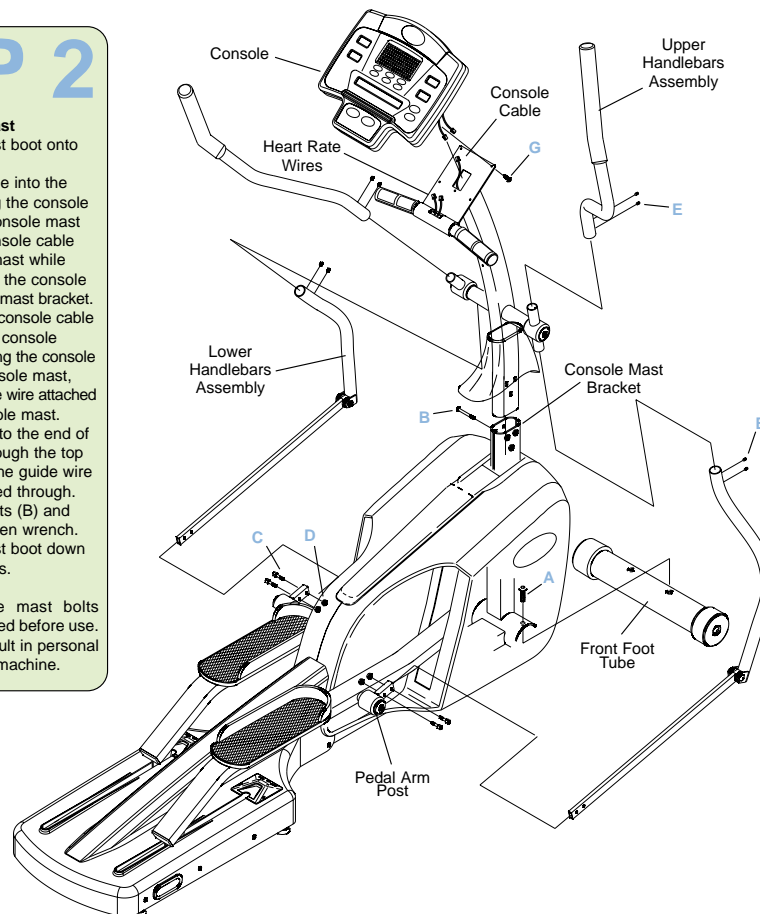 P 2
st
st boot onto
e into the
g the console
onsole mast
nsole cable
mast while
the console
mast bracket.
console cable
console
ng the console
sole mast,
e wire attached
ole mast.
to the end of
ough the top
he guide wire
ed through.
ts (B) and
en wrench.
st boot down
s.
e mast bolts
ed before use.
ult in personal
machine.
Console
Upper
Handlebars
Assembly
Console
Cable
G
Heart Rate
Wires
E
Lower
Handlebars
Assembly
Console Mast
Bracket
B
C
D
A
Front Foot
Tube
Pedal Arm
Post